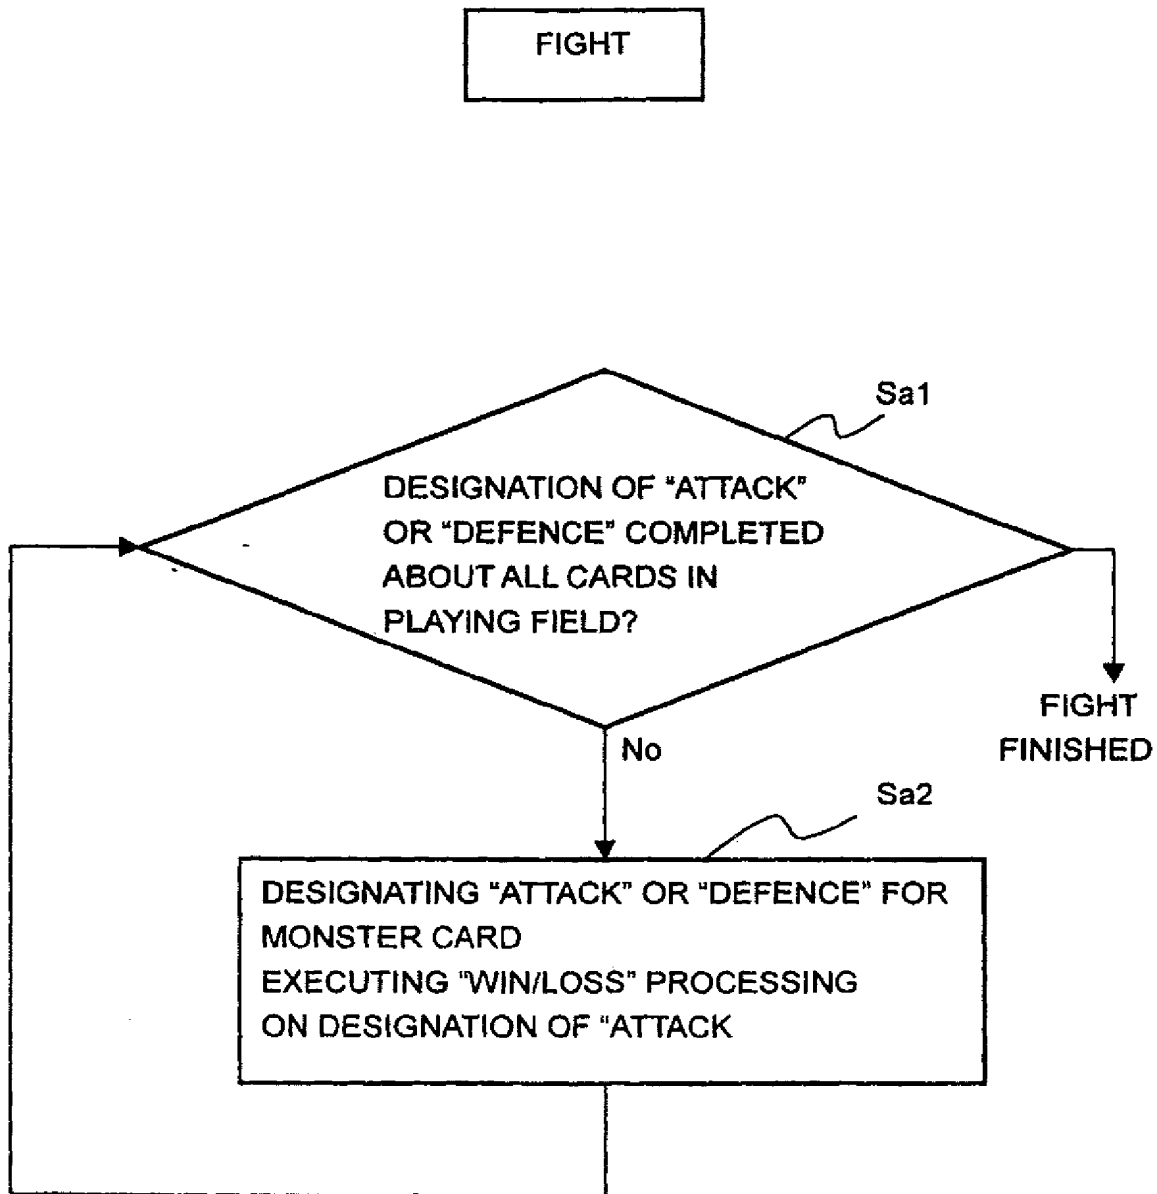 FIGHT
Sa1
DESIGNATION OF "ATTACK"
OR "DEFENCE" COMPLETED
ABOUT ALL CARDS IN
PLAYING FIELD?
FIGHT
FINISHED
No
Sa2
DESIGNATING "ATTACK" OR "DEFENCE" FOR
MONSTER CARD
EXECUTING "WIN/LOSS" PROCESSING
ON DESIGNATION OF "ATTACK